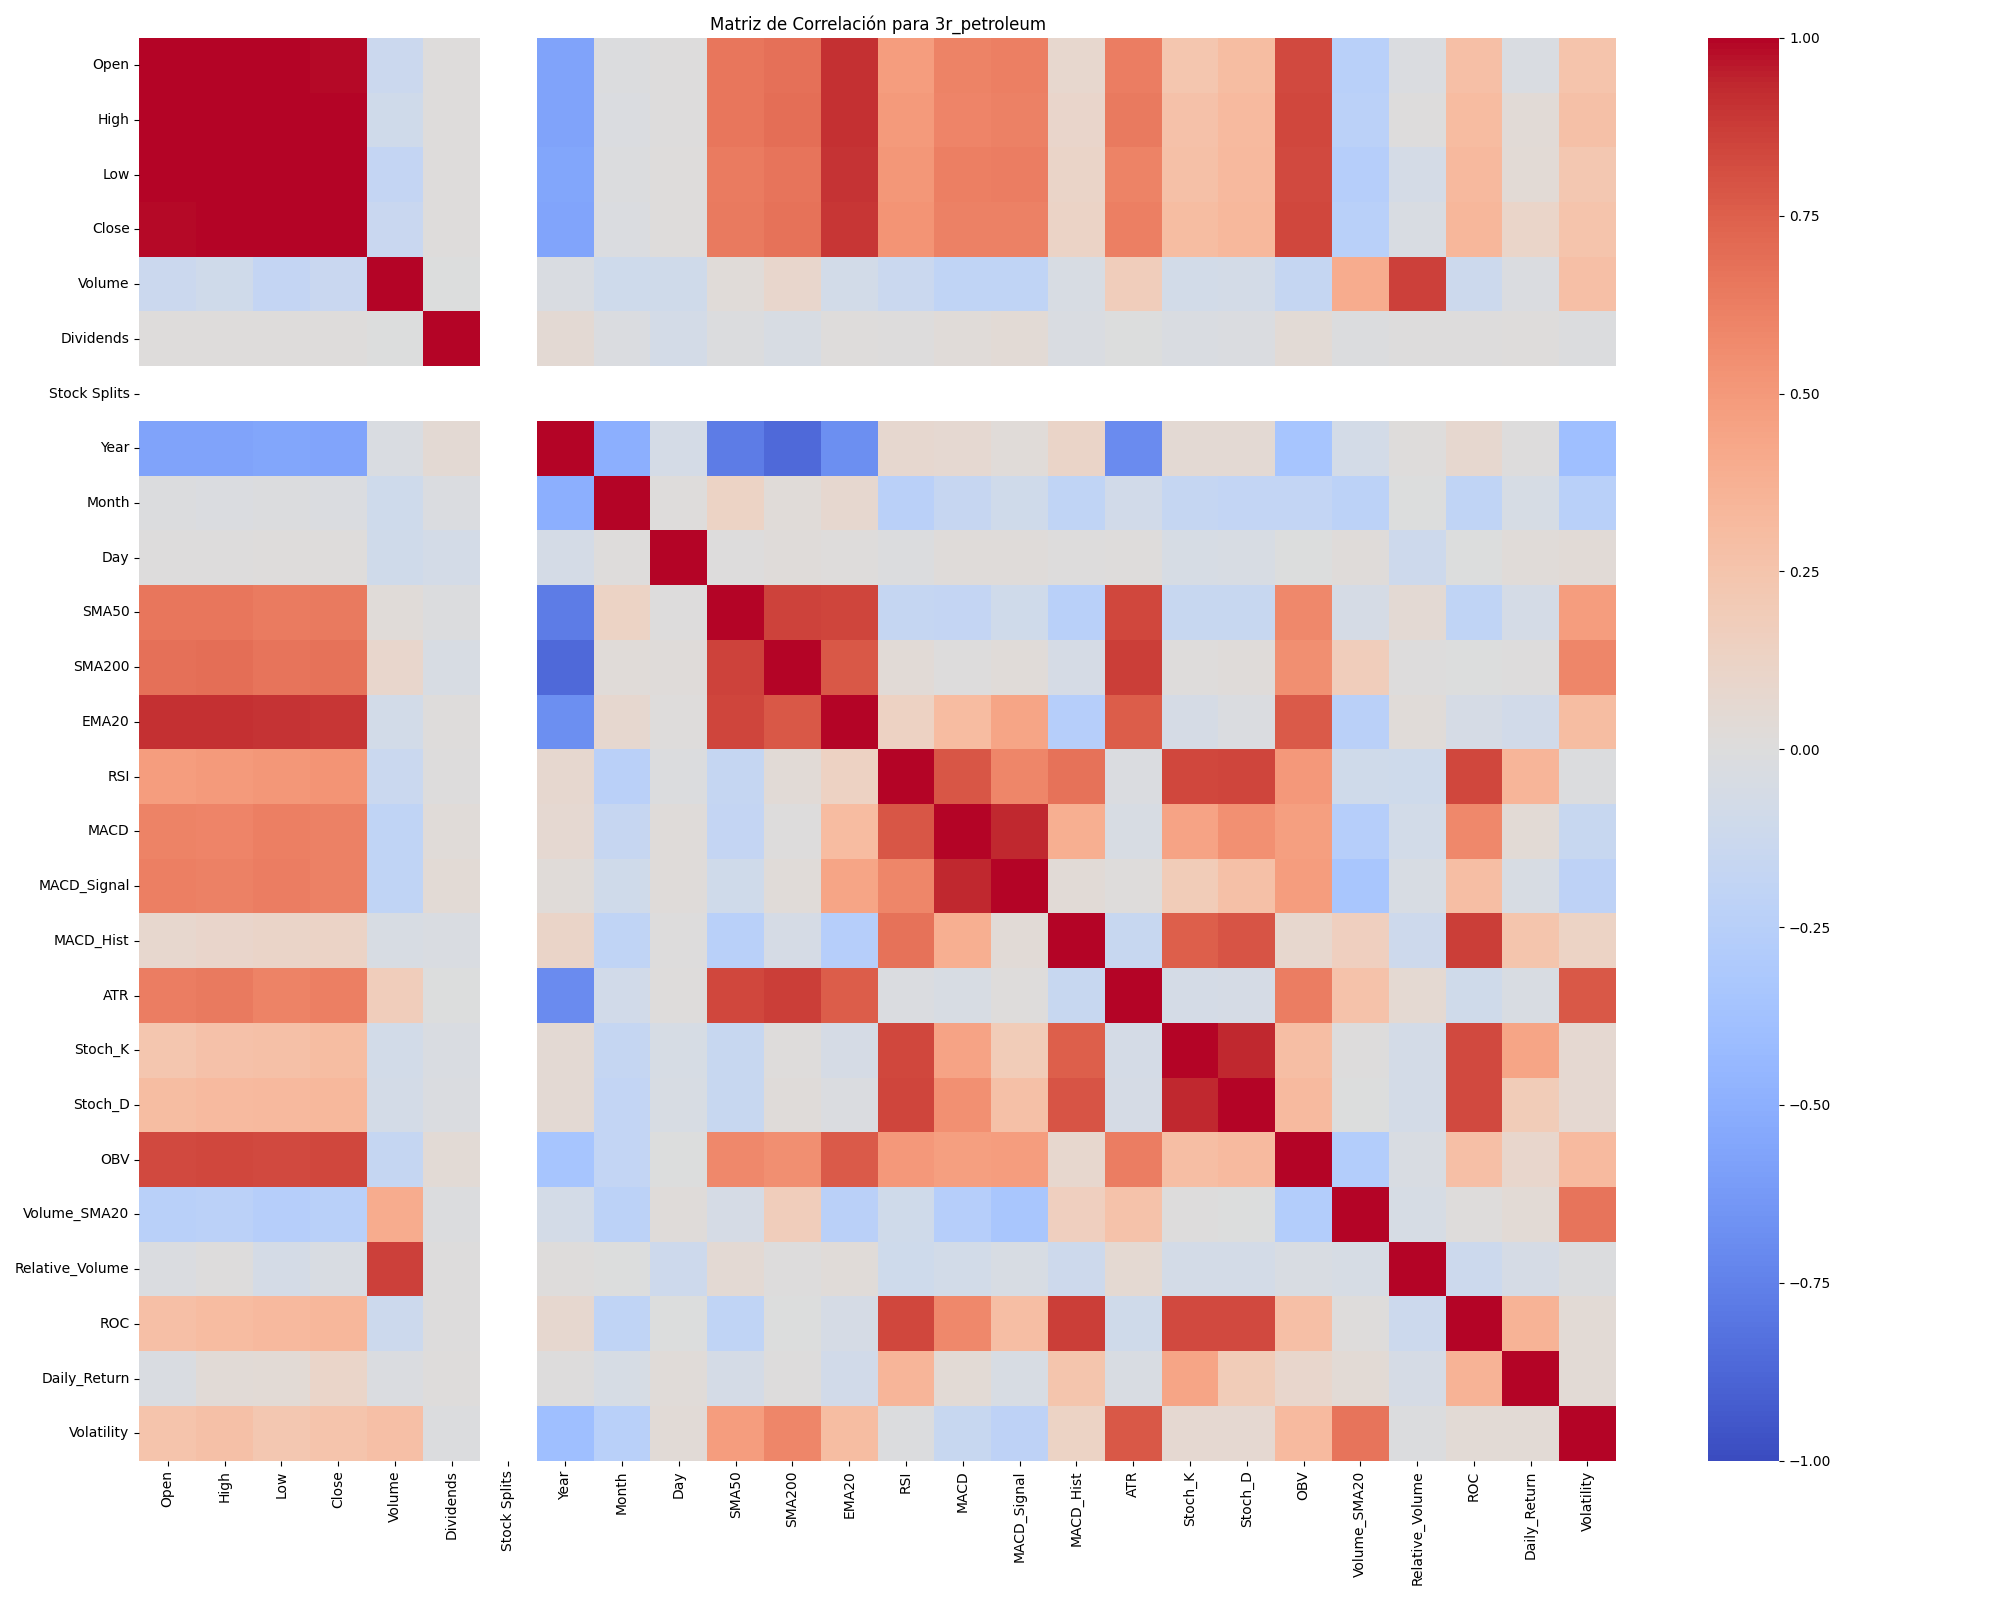 Matriz de Correlación para 3r_petroleum
Open
High
Low
Close
Volume
Dividends
Stock Splits
Year
Month
Day
SMA50
SMA200
EMA20
RSI
MACD
MACD_Signal
MACD_Hist
ATR
Stoch_K
Stoch_D
OBV
Volume_SMA20
Relative_Volume
ROC
Daily_Return
Volatility
Open
High
Low
Close
Volume
Dividends
Stock Splits
Year
Month
Day
SMA50
SMA200
EMA20
RSI
MACD
MACD_Signal
MACD_Hist
ATR
Stoch_K
Stoch_D
OBV
Volume_SMA20
Relative_Volume
ROC
Daily_Return
Volatility
1.00
0.75
0.50
0.25
0.00
−0.25
−0.50
−0.75
−1.00